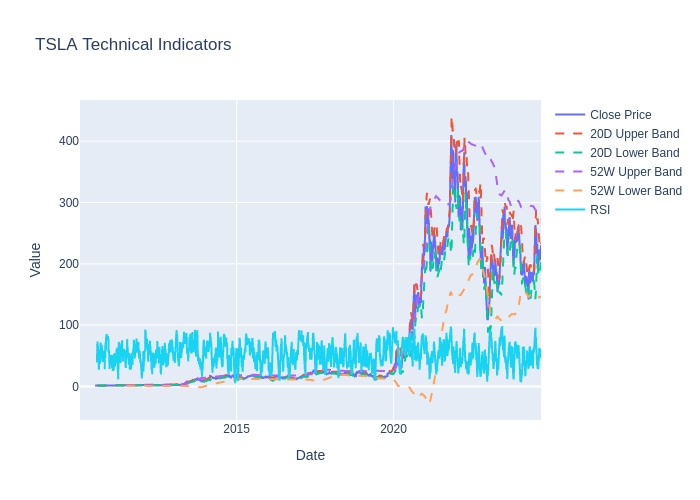 TSLA Technical Indicators
Value
400
300
200
100
0
2015
2020
Date
Close Price
20D Upper Band
20D Lower Band
52W Upper Band
52W Lower Band
RSI